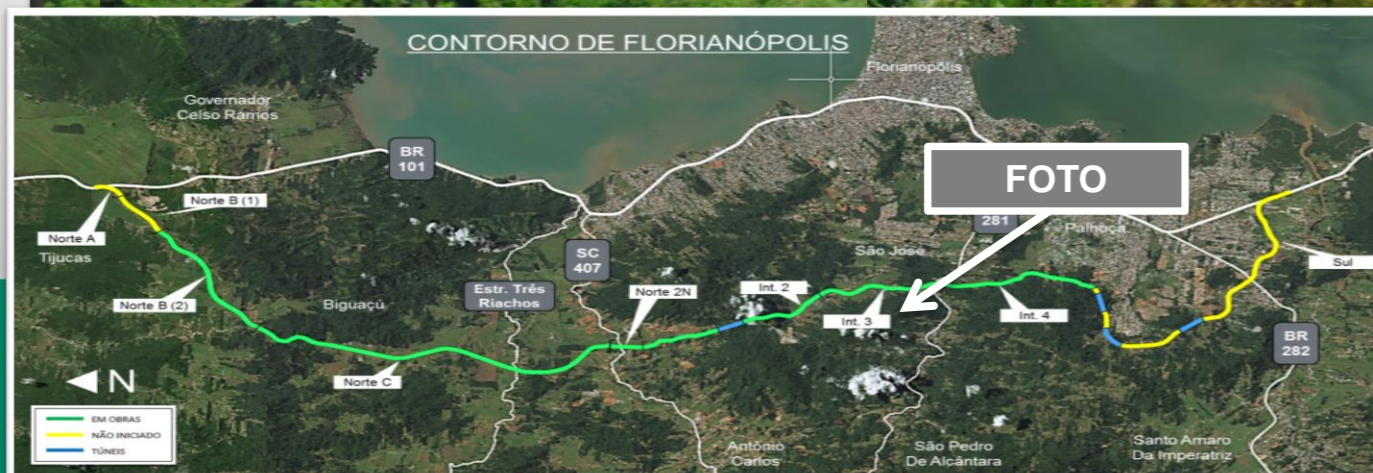 CONTORNO DE FLORIANÓPOLIS
Florianópolis
Governador
Celso Ramos
BR
101
FOTO
Norte B (1)
281
Palhoça
Norte A
Tijucas
São José
Sul
SC
407
Estr. Três
Riachos
Norte 2N
Int. 2
Norte B (2)
Biguaçú
Int. 3
Int. 4
BR
282
N
Norte C
EM OBRAS
NÃO INICIADO
TÚNEIS
Antônio
Carlos
São Pedro
De Alcântara
Santo Amaro
Da Imperatriz